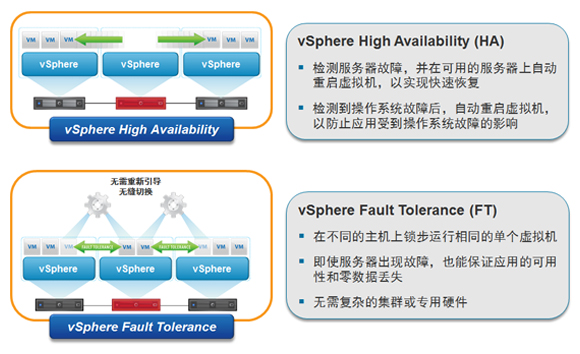 VM VM VM VM VM VM
vSphere vSphere vSphere
vSphere High Availability
vSphere High Availability (HA)
检测服务器故障，并在可用的服务器上自动
重启虚拟机，以实现快速恢复
检测到操作系统故障后，自动重启虚拟机，
以防止应用受到操作系统故障的影响
无需重新引导
无缝切换
VM VM VM FAULT TOLERANCE VM VM VM FAULT TOLERANCE VM VM VM
vSphere vSphere vSphere
vSphere Fault Tolerance
vSphere Fault Tolerance (FT)
在不同的主机上锁步运行相同的单个虚拟机
即使服务器出现故障，也能保证应用的可用
性和零数据丢失
无需复杂的集群或专用硬件